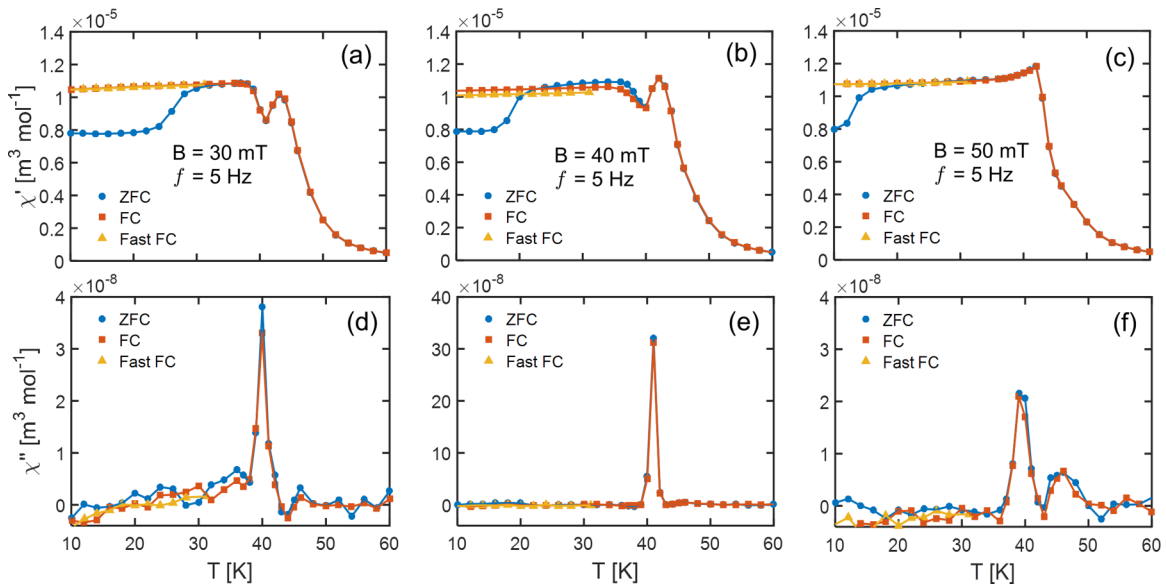 ×10⁻⁵
1.4
1.2
1
0.8
0.6
0.4
0.2
0
10 20 30 40 50 60
χ' [m³ mol⁻¹]
(a)
B = 30 mT
f = 5 Hz
ZFC
FC
Fast FC
×10⁻⁵
1.4
1.2
1.0
0.8
0.6
0.4
0.2
0
10 20 30 40 50 60
(b)
B = 40 mT
f = 5 Hz
ZFC
FC
Fast FC
×10⁻⁵
1.4
1.2
1.0
0.8
0.6
0.4
0.2
0
10 20 30 40 50 60
(c)
B = 50 mT
f = 5 Hz
ZFC
FC
Fast FC
×10⁻⁸
4
3
2
1
0
10 20 30 40 50 60
χ'' [m³ mol⁻¹]
T [K]
(d)
ZFC
FC
Fast FC
×10⁻⁸
40
30
20
10
0
10 20 30 40 50 60
T [K]
(e)
ZFC
FC
Fast FC
×10⁻⁸
4
3
2
1
0
10 20 30 40 50 60
T [K]
(f)
ZFC
FC
Fast FC